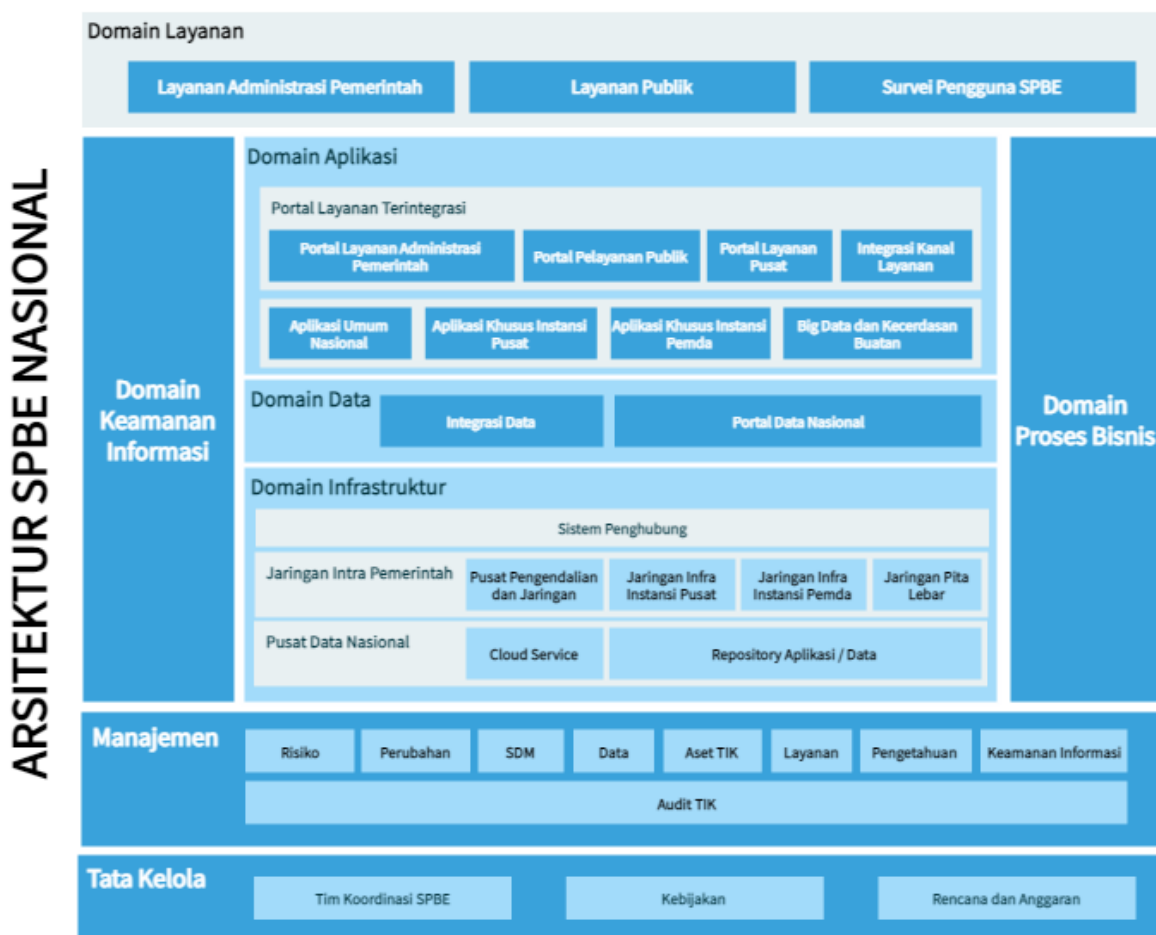 ARSITEKTUR SPBE NASIONAL
Domain Layanan
Layanan Administrasi Pemerintah
Layanan Publik
Survei Pengguna SPBE
Domain
Keamanan
Informasi
Domain Aplikasi
Portal Layanan Terintegrasi
Portal Layanan Administrasi
Pemerintah
Portal Pelayanan Publik
Portal Layanan
Pusat
Integrasi Kanal
Layanan
Aplikasi Umum
Nasional
Aplikasi Khusus Instansi
Pusat
Aplikasi Khusus Instansi
Pemda
Big Data dan Kecerdasan
Buatan
Domain Data
Integrasi Data
Portal Data Nasional
Domain Infrastruktur
Sistem Penghubung
Jaringan Intra Pemerintah
Pusat Pengendalian
dan Jaringan
Jaringan Infra
Instansi Pusat
Jaringan Infra
Instansi Pemda
Jaringan Pita
Lebar
Pusat Data Nasional
Cloud Service
Repository Aplikasi / Data
Domain
Proses Bisnis
Manajemen
Risiko
Perubahan
SDM
Data
Aset TIK
Layanan
Pengetahuan
Keamanan Informasi
Audit TIK
Tata Kelola
Tim Koordinasi SPBE
Kebijakan
Rencana dan Anggaran